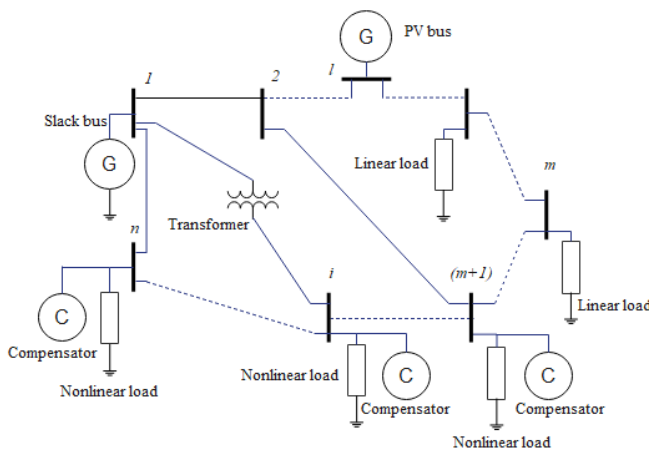 G
PV bus
1
2
l
Slack bus
G
Linear load
m
Transformer
n
i
(m+1)
Linear load
C
Compensator
Nonlinear load
Nonlinear load
C
C
Compensator
Compensator
Nonlinear load